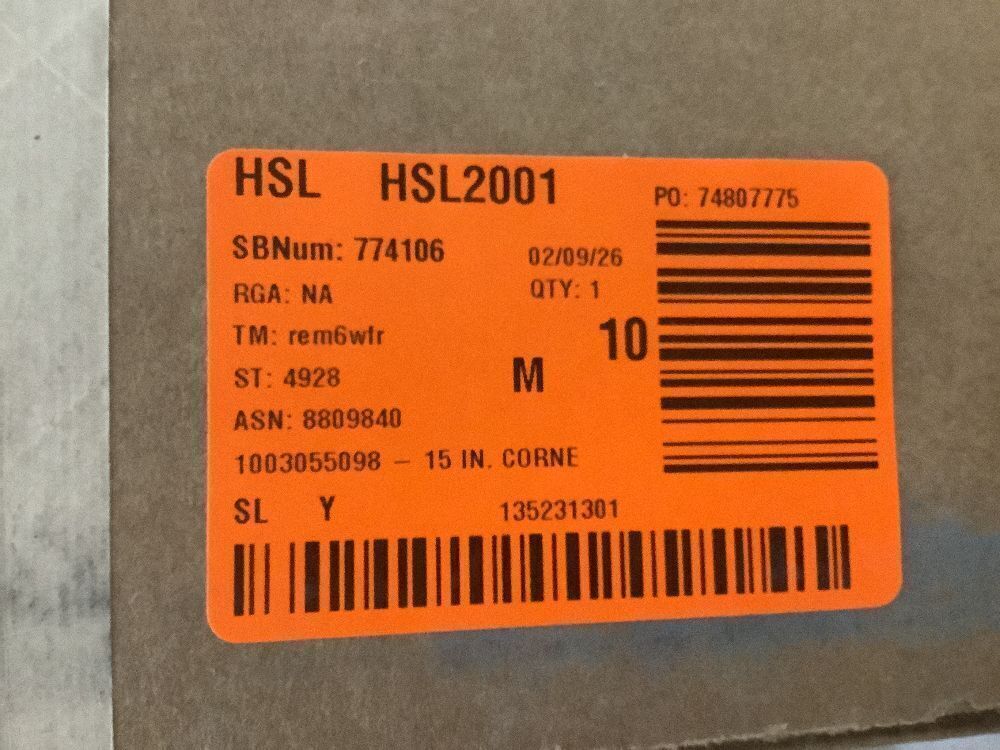 HSL HSL2001 PO: 74807775
SBNum: 774106 02/09/26
RGA: NA QTY: 1
TM: rem6wfr 10
ST: 4928 M
ASN: 8809840
1003055098 – 15 IN. CORNE
SL Y 135231301